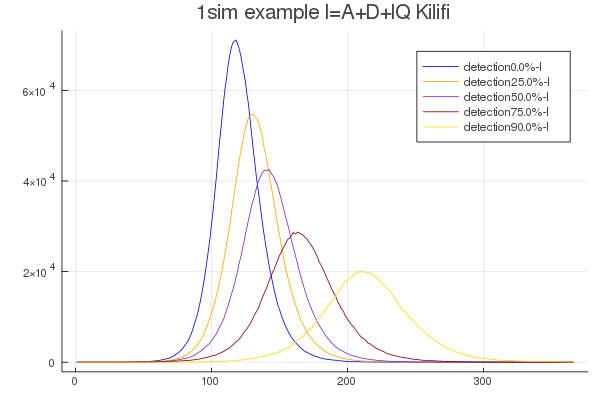 1sim example I=A+D+IQ Kilifi
detection0.0%-I
detection25.0%-I
detection50.0%-I
detection75.0%-I
detection90.0%-I
6×10⁴
4×10⁴
2×10⁴
0
0 100 200 300